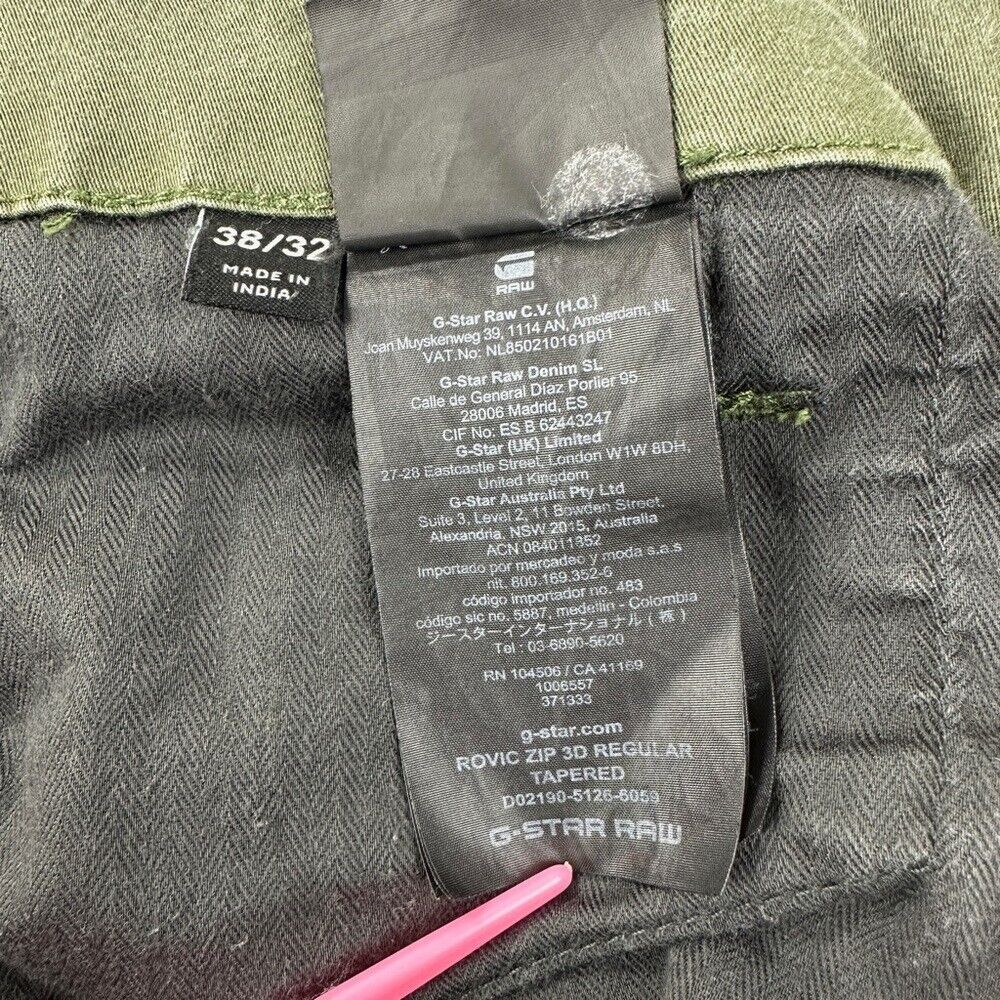 38/32
MADE IN
INDIA
RAW
G-Star Raw C.V. (H.Q.)
Joan Muyskenweg 39, 1114 AN, Amsterdam, NL
VAT.No: NL850210161B01
G-Star Raw Denim SL
Calle de General Diaz Porlier 95
28006 Madrid, ES
CIF No: ES B 62443247
G-Star (UK) Limited
27-28 Eastcastle Street, London W1W 8DH,
United Kingdom
G-Star Australia Pty Ltd
Suite 3, Level 2, 11 Bowden Street,
Alexandria, NSW 2015, Australia
ACN 084011352
Importado por mercadeo y moda s.a.s
nit. 800.169.352-6
código importador no. 483
código sic no. 5887, medellin - Colombia
ジースターインターナショナル(株)
Tel : 03-6890-5620
RN 104506 / CA 41169
1006557
371333
g-star.com
ROVIC ZIP 3D REGULAR
TAPERED
D02190-5126-6059
G-STAR RAW